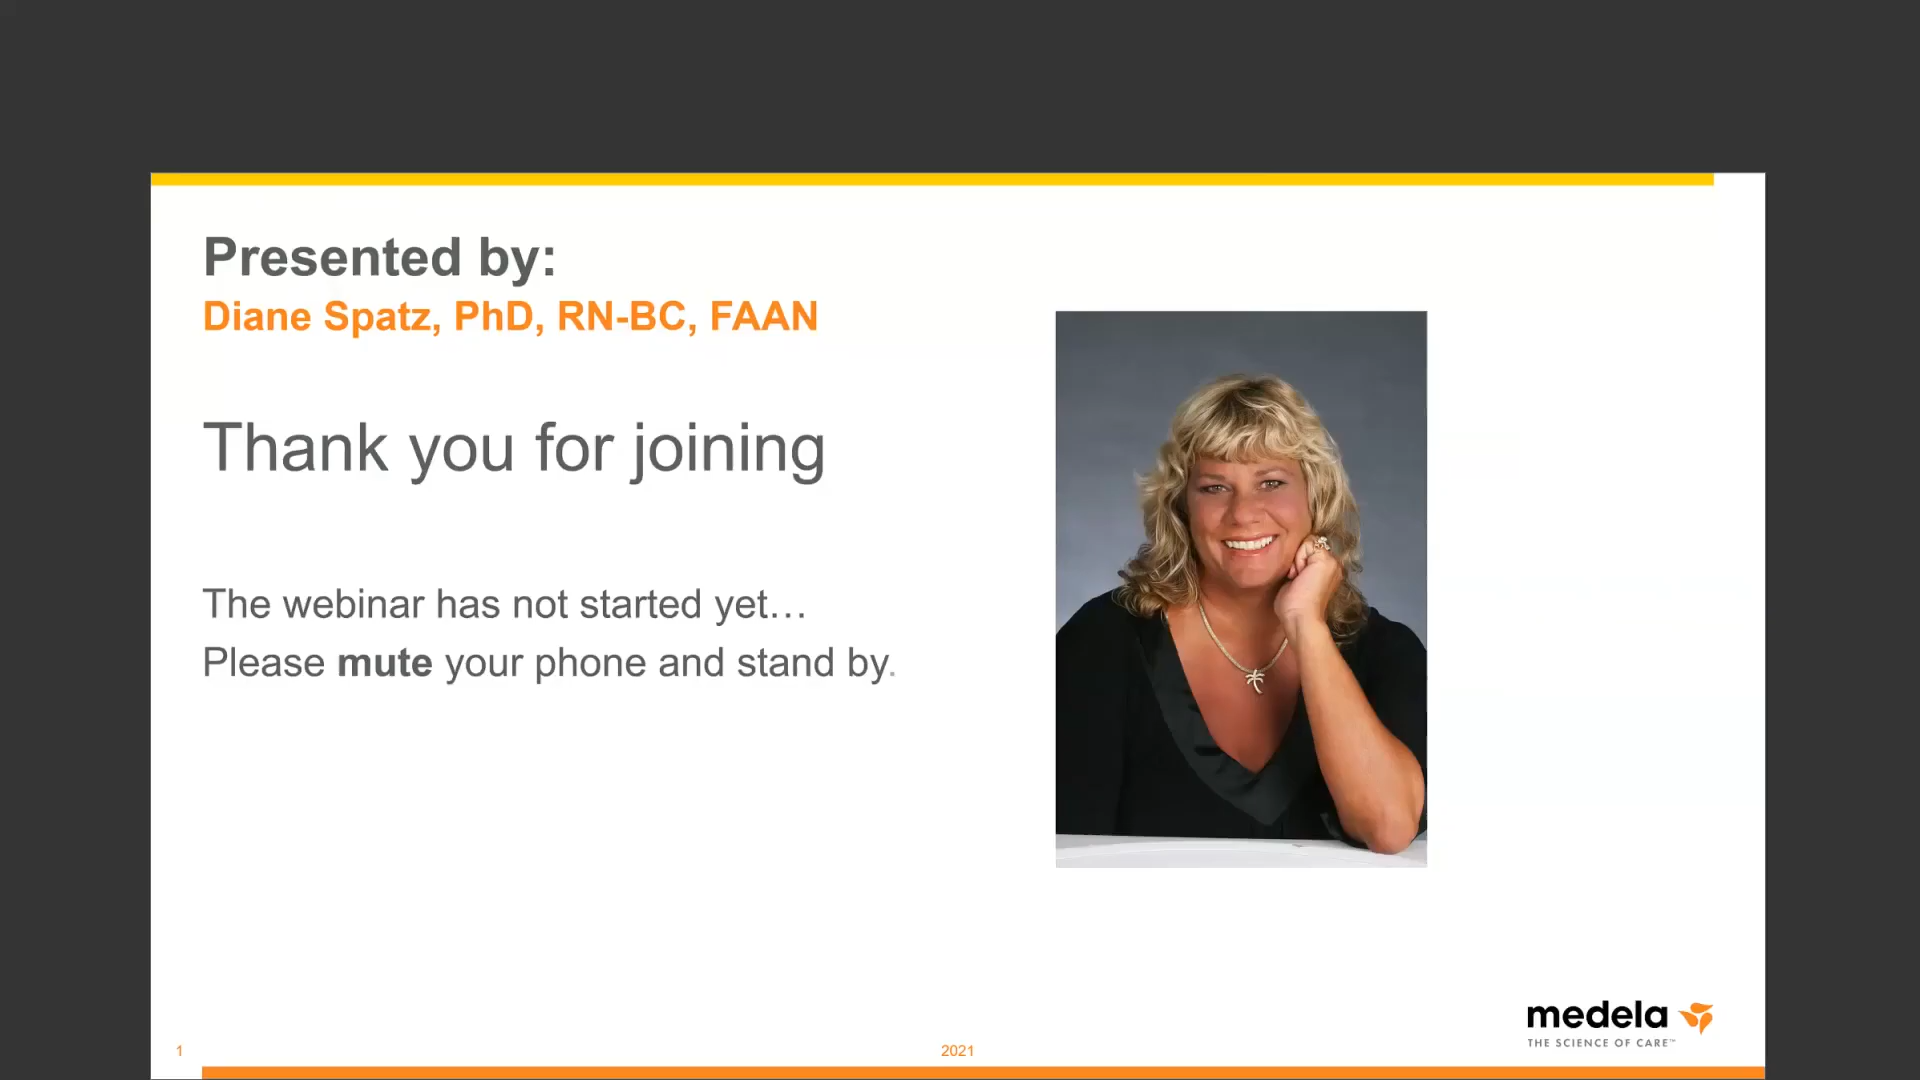 Presented by:
Diane Spatz, PhD, RN-BC, FAAN
Thank you for joining
The webinar has not started yet…
Please mute your phone and stand by.
medela
THE SCIENCE OF CARE™
1
2021